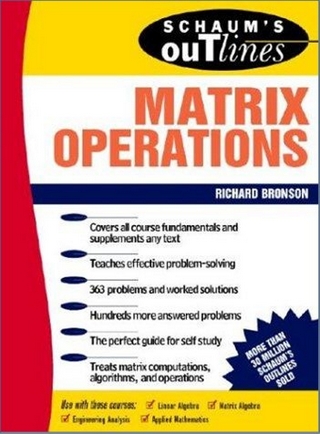 SCHAUM'S
ouTlines
MATRIX
OPERATIONS
RICHARD BRONSON
Covers all course fundamentals and
supplements any text
Teaches effective problem-solving
363 problems and worked solutions
Hundreds more answered problems
The perfect guide for self study
Treats matrix computations,
algorithms, and operations
MORE THAN
30 MILLION
SCHAUM'S
OUTLINES
SOLD
Use with these courses: Linear Algebra Matrix Algebra
Engineering Analysis Applied Mathematics